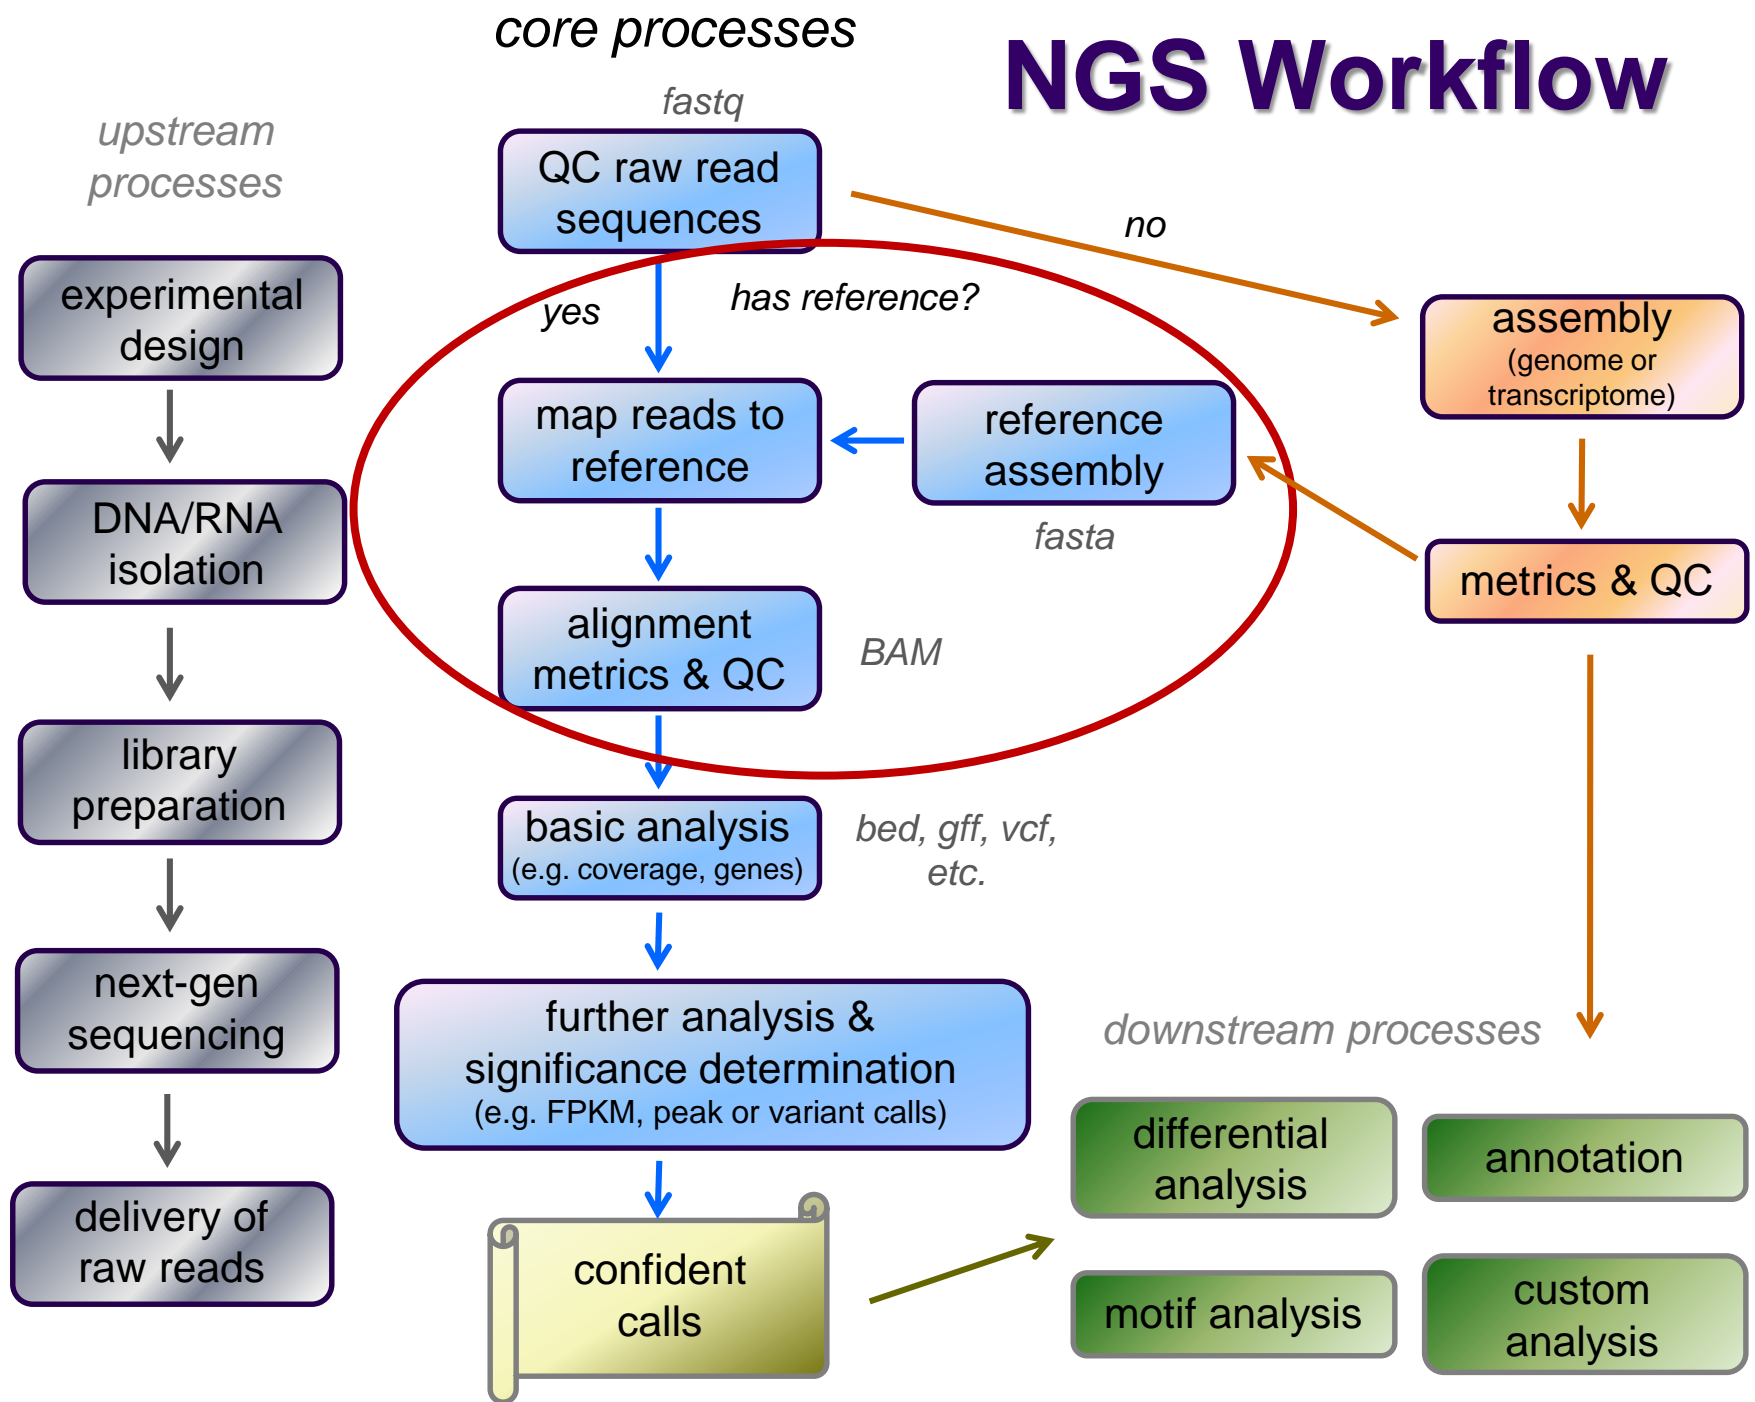 core processes
NGS Workflow
upstream
processes
experimental
design
DNA/RNA
isolation
library
preparation
next-gen
sequencing
delivery of
raw reads
fastq
QC raw read
sequences
yes
has reference?
no
map reads to
reference
reference
assembly
fasta
alignment
metrics & QC
BAM
basic analysis
(e.g. coverage, genes)
bed, gff, vcf,
etc.
further analysis &
significance determination
(e.g. FPKM, peak or variant calls)
confident
calls
assembly
(genome or
transcriptome)
metrics & QC
downstream processes
differential
analysis
annotation
motif analysis
custom
analysis